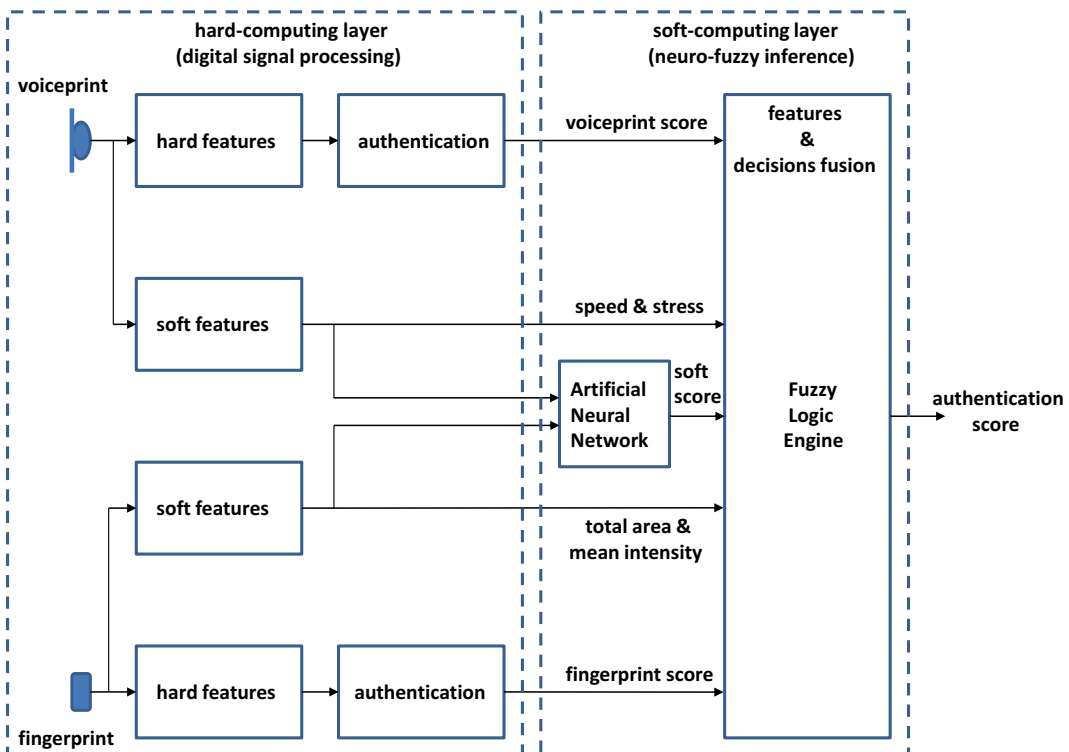 hard-computing layer
(digital signal processing)
soft-computing layer
(neuro-fuzzy inference)
voiceprint
hard features
authentication
voiceprint score
features
&
decisions fusion
soft features
speed & stress
Artificial
Neural
Network
soft
score
Fuzzy
Logic
Engine
authentication
score
soft features
total area &
mean intensity
hard features
authentication
fingerprint score
fingerprint